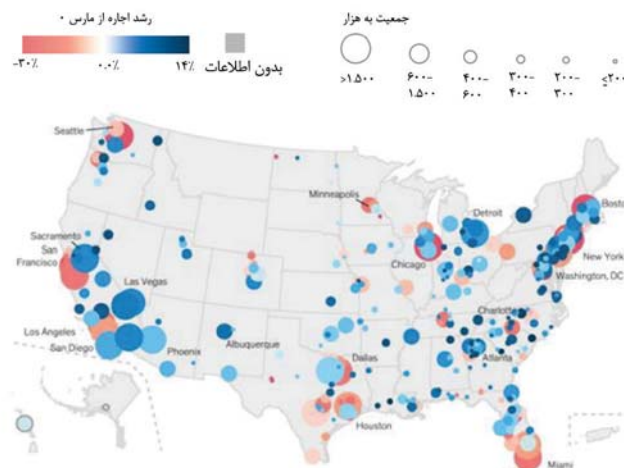 رشد اجاره از مارس ۰
-۳۰٪ ۰.۰٪ ۱۴٪
بدون اطلاعات
جمعیت به هزار
>۱.۵۰۰
۶۰۰-
۱.۵۰۰
۴۰۰-
۶۰۰
۳۰۰-
۴۰۰
۲۰۰-
۳۰۰
≤۲۰۰
Seattle
Minneapolis
Boston
Detroit
Sacramento
San
Francisco
New York
Chicago
Las Vegas
Washington, DC
Charlotte
Los Angeles
San Diego
Phoenix
Albuquerque
Dallas
Atlanta
Houston
Miami